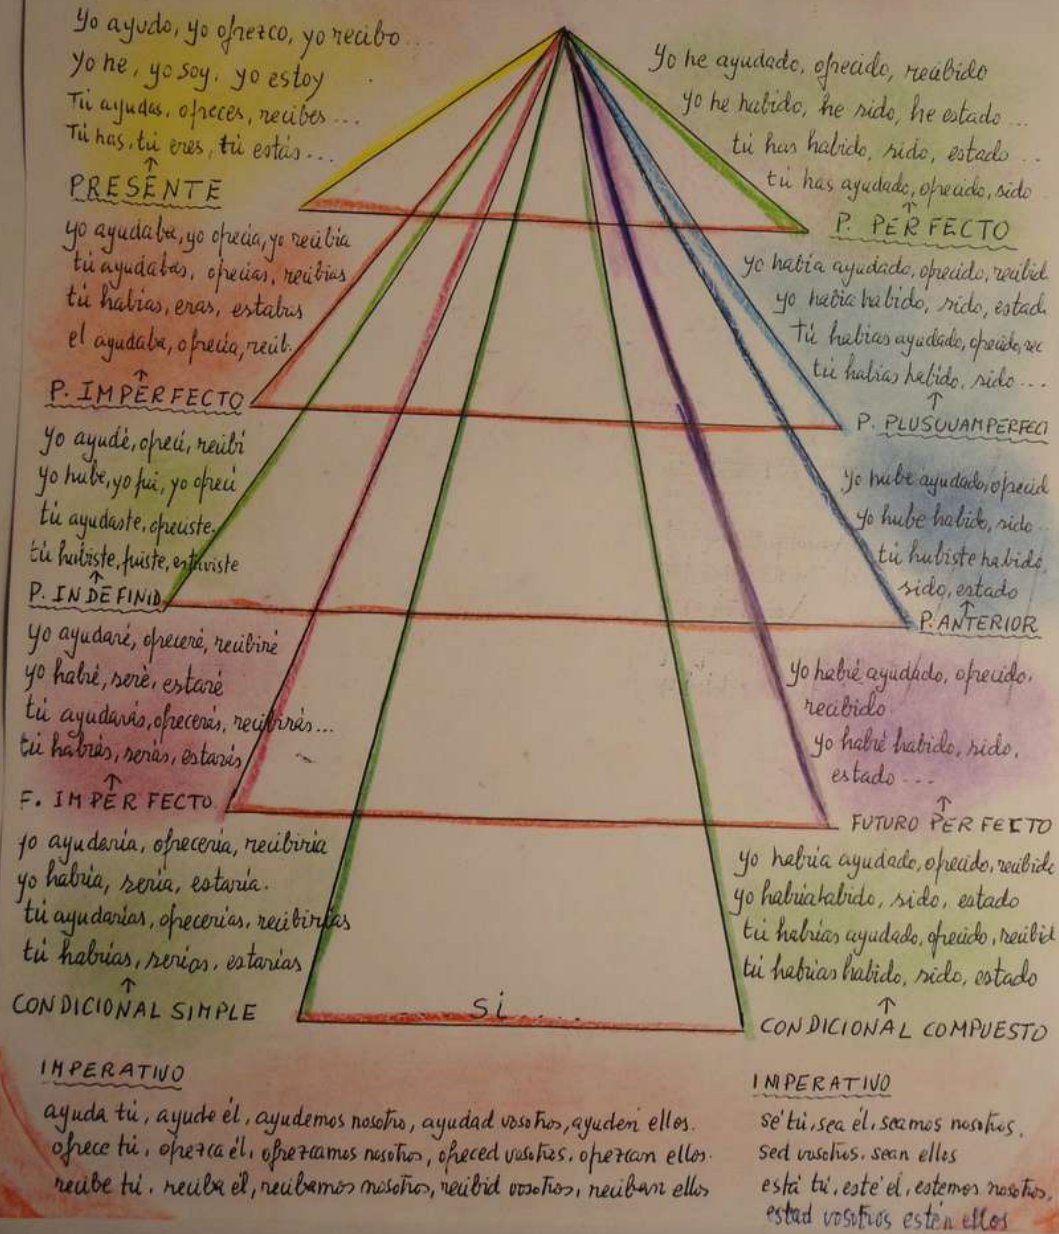 Yo ayudo, yo ofrezco, yo recibo...
Yo he, yo soy, yo estoy
Tú ayudas, ofreces, recibes...
Tú has, tú eres, tú estás...
↑
PRESENTE
yo ayudaba, yo ofrecía, yo recibía
tú ayudabas, ofrecías, recibías
tú habías, eras, estabas
el ayudaba, ofrecía, recib.
↑
P. IMPERFECTO
Yo ayudé, ofrecí, recibí
yo hube, yo fui, yo ofrecí
tú ayudaste, ofreciste,
tú hubiste, fuiste, estuviste
↑
P. INDEFINID
yo ayudaré, ofreceré, recibiré
yo habré, seré, estaré
tú ayudarás, ofrecerás, recibirás...
tú habrás, serás, estarás
↑
F. IMPERFECTO
yo ayudaría, ofrecería, recibiría
yo habría, sería, estaría.
tú ayudarías, ofrecerías, recibirías
tú habrías, serías, estarías
↑
CONDICIONAL SIMPLE
Yo he ayudado, ofrecido, recibido
yo he habido, he sido, he estado...
tú has habido, sido, estado..
tú has ayudado, ofrecido, sido
↑
P. PERFECTO
yo había ayudado, ofrecido, recibid
yo había habido, sido, estad
Tú habías ayudado, ofrecido, rec
tú habías habido, sido...
↑
P. PLUSCUAMPERFECT
yo hube ayudado, ofrecid
yo hube habido, sido..
tú hubiste habido,
sido, estado
↑
P. ANTERIOR
yo habré ayudado, ofrecido,
recibido
yo habré habido, sido,
estado...
↑
FUTURO PERFECTO
yo habría ayudado, ofrecido, recibido
yo habría habido, sido, estado
tú habrías ayudado, ofrecido, recibid
tú habrías habido, sido, estado
↑
CONDICIONAL COMPUESTO
Si....
IMPERATIVO
ayuda tú, ayude él, ayudemos nosotro, ayudad vosotros, ayuden ellos.
ofrece tú, ofrezca él, ofrezcamos nosotros, ofreced vosotros, ofrezcan ellos.
recibe tú, reciba él, recibamos nosotros, recibid vosotros, reciban ellos
IMPERATIVO
sé tú, sea él, seamos nosotros,
sed vosotros, sean ellos
está tú, esté él, estemos nosotros,
estad vosotros estén ellos